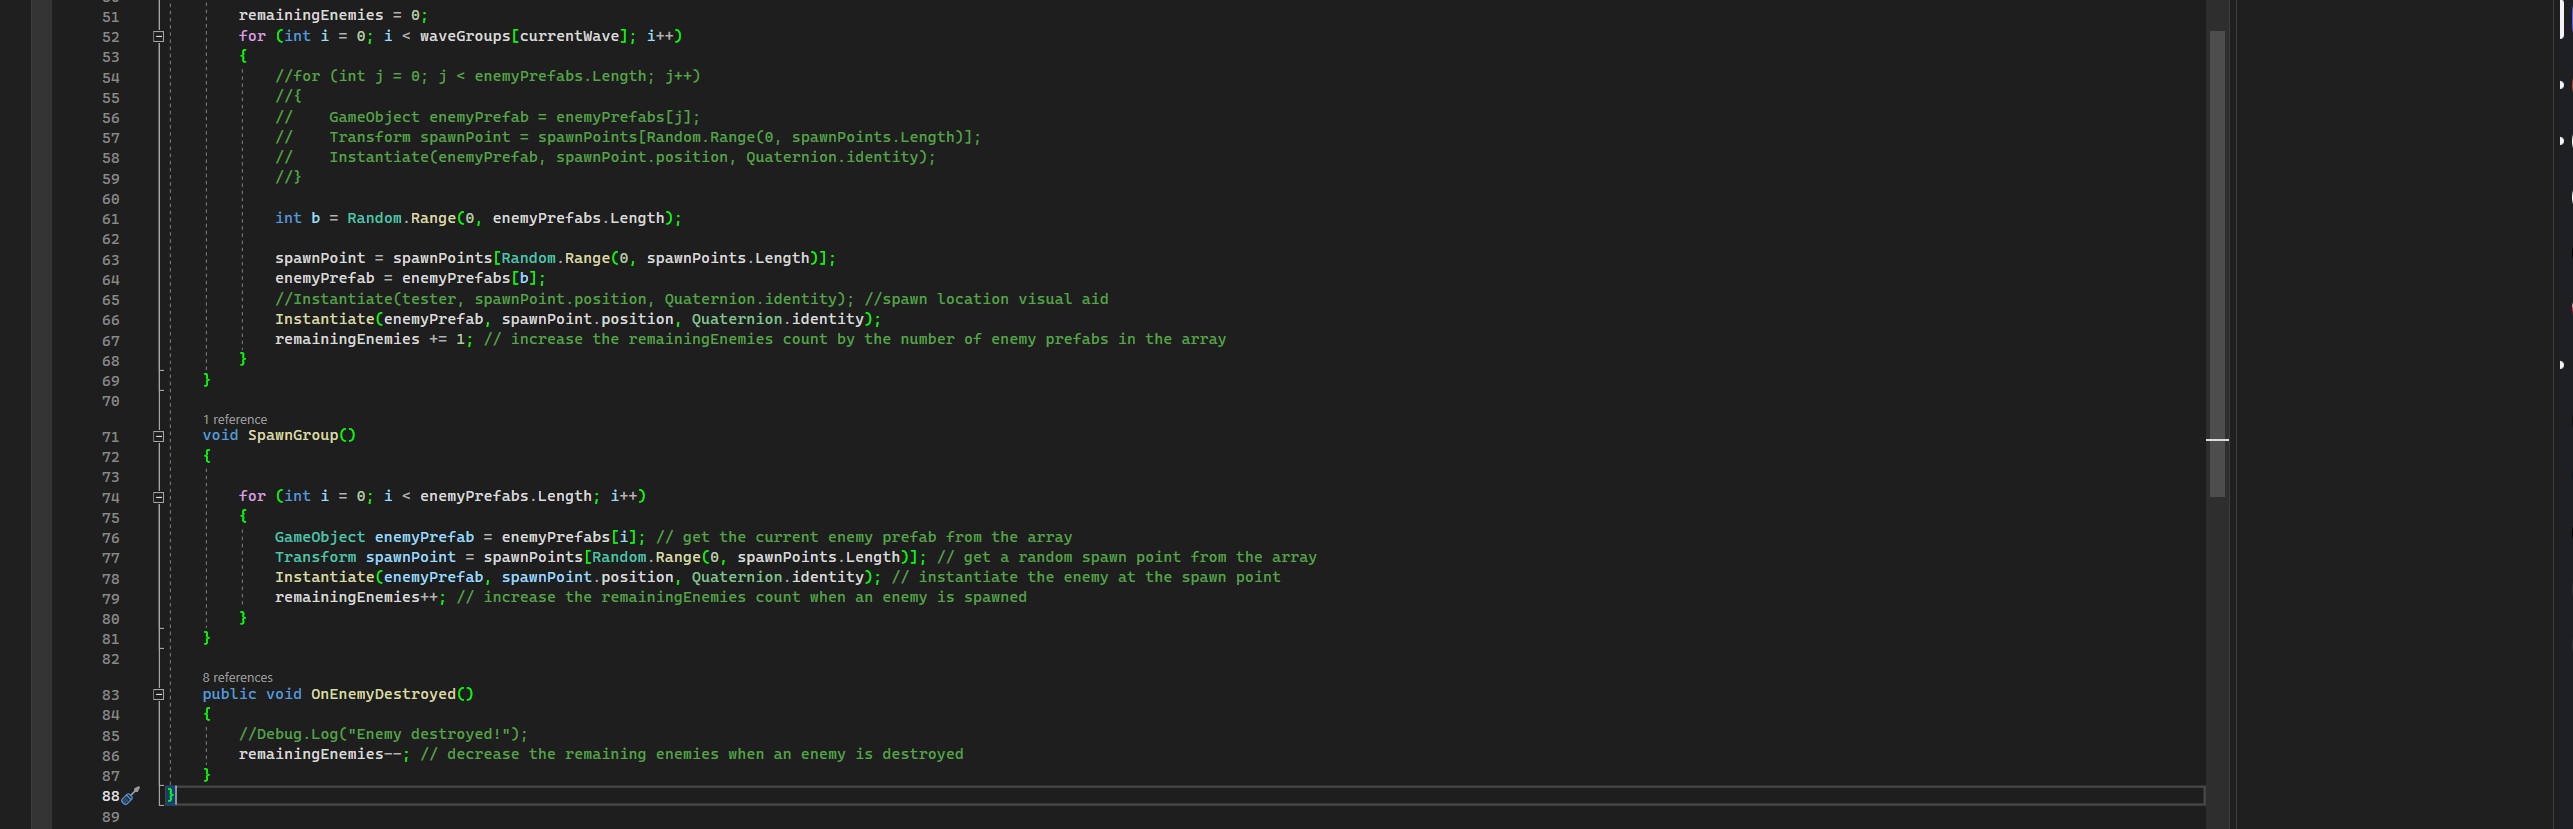 51 remainingEnemies = 0;
52 for (int i = 0; i < waveGroups[currentWave]; i++)
53 {
54 //for (int j = 0; j < enemyPrefabs.Length; j++)
55 //{
56 //    GameObject enemyPrefab = enemyPrefabs[j];
57 //    Transform spawnPoint = spawnPoints[Random.Range(0, spawnPoints.Length)];
58 //    Instantiate(enemyPrefab, spawnPoint.position, Quaternion.identity);
59 //}
60
61 int b = Random.Range(0, enemyPrefabs.Length);
62
63 spawnPoint = spawnPoints[Random.Range(0, spawnPoints.Length)];
64 enemyPrefab = enemyPrefabs[b];
65 //Instantiate(tester, spawnPoint.position, Quaternion.identity); //spawn location visual aid
66 Instantiate(enemyPrefab, spawnPoint.position, Quaternion.identity);
67 remainingEnemies += 1; // increase the remainingEnemies count by the number of enemy prefabs in the array
68 }
69 }
70
1 reference
71 void SpawnGroup()
72 {
73
74 for (int i = 0; i < enemyPrefabs.Length; i++)
75 {
76 GameObject enemyPrefab = enemyPrefabs[i]; // get the current enemy prefab from the array
77 Transform spawnPoint = spawnPoints[Random.Range(0, spawnPoints.Length)]; // get a random spawn point from the array
78 Instantiate(enemyPrefab, spawnPoint.position, Quaternion.identity); // instantiate the enemy at the spawn point
79 remainingEnemies++; // increase the remainingEnemies count when an enemy is spawned
80 }
81 }
82
8 references
83 public void OnEnemyDestroyed()
84 {
85 //Debug.Log("Enemy destroyed!");
86 remainingEnemies--; // decrease the remaining enemies when an enemy is destroyed
87 }
88 }
89